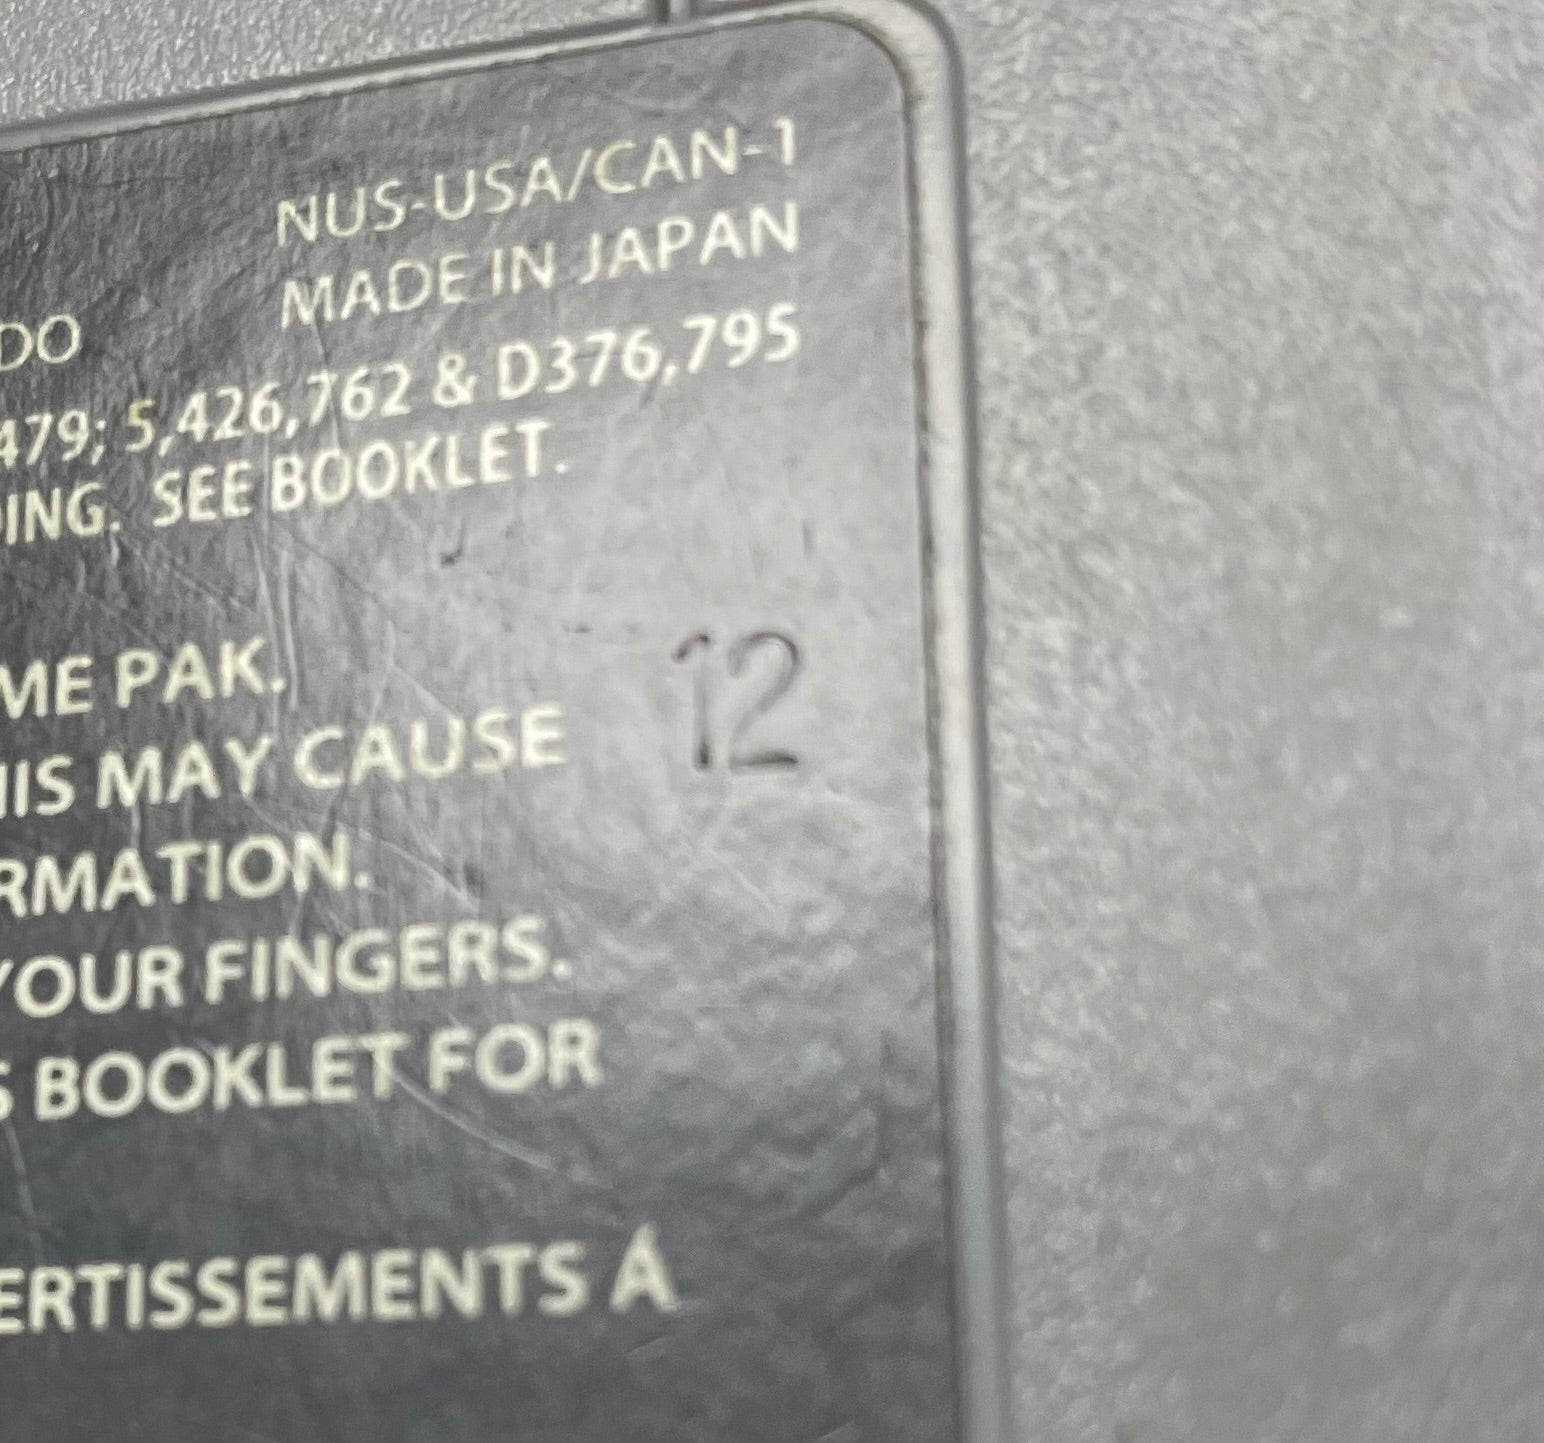 NUS-USA/CAN-1
MADE IN JAPAN
DO
479; 5,426,762 & D376,795
DING. SEE BOOKLET.
12
ME PAK.
HIS MAY CAUSE
RMATION.
YOUR FINGERS.
S BOOKLET FOR
ERTISSEMENTS À